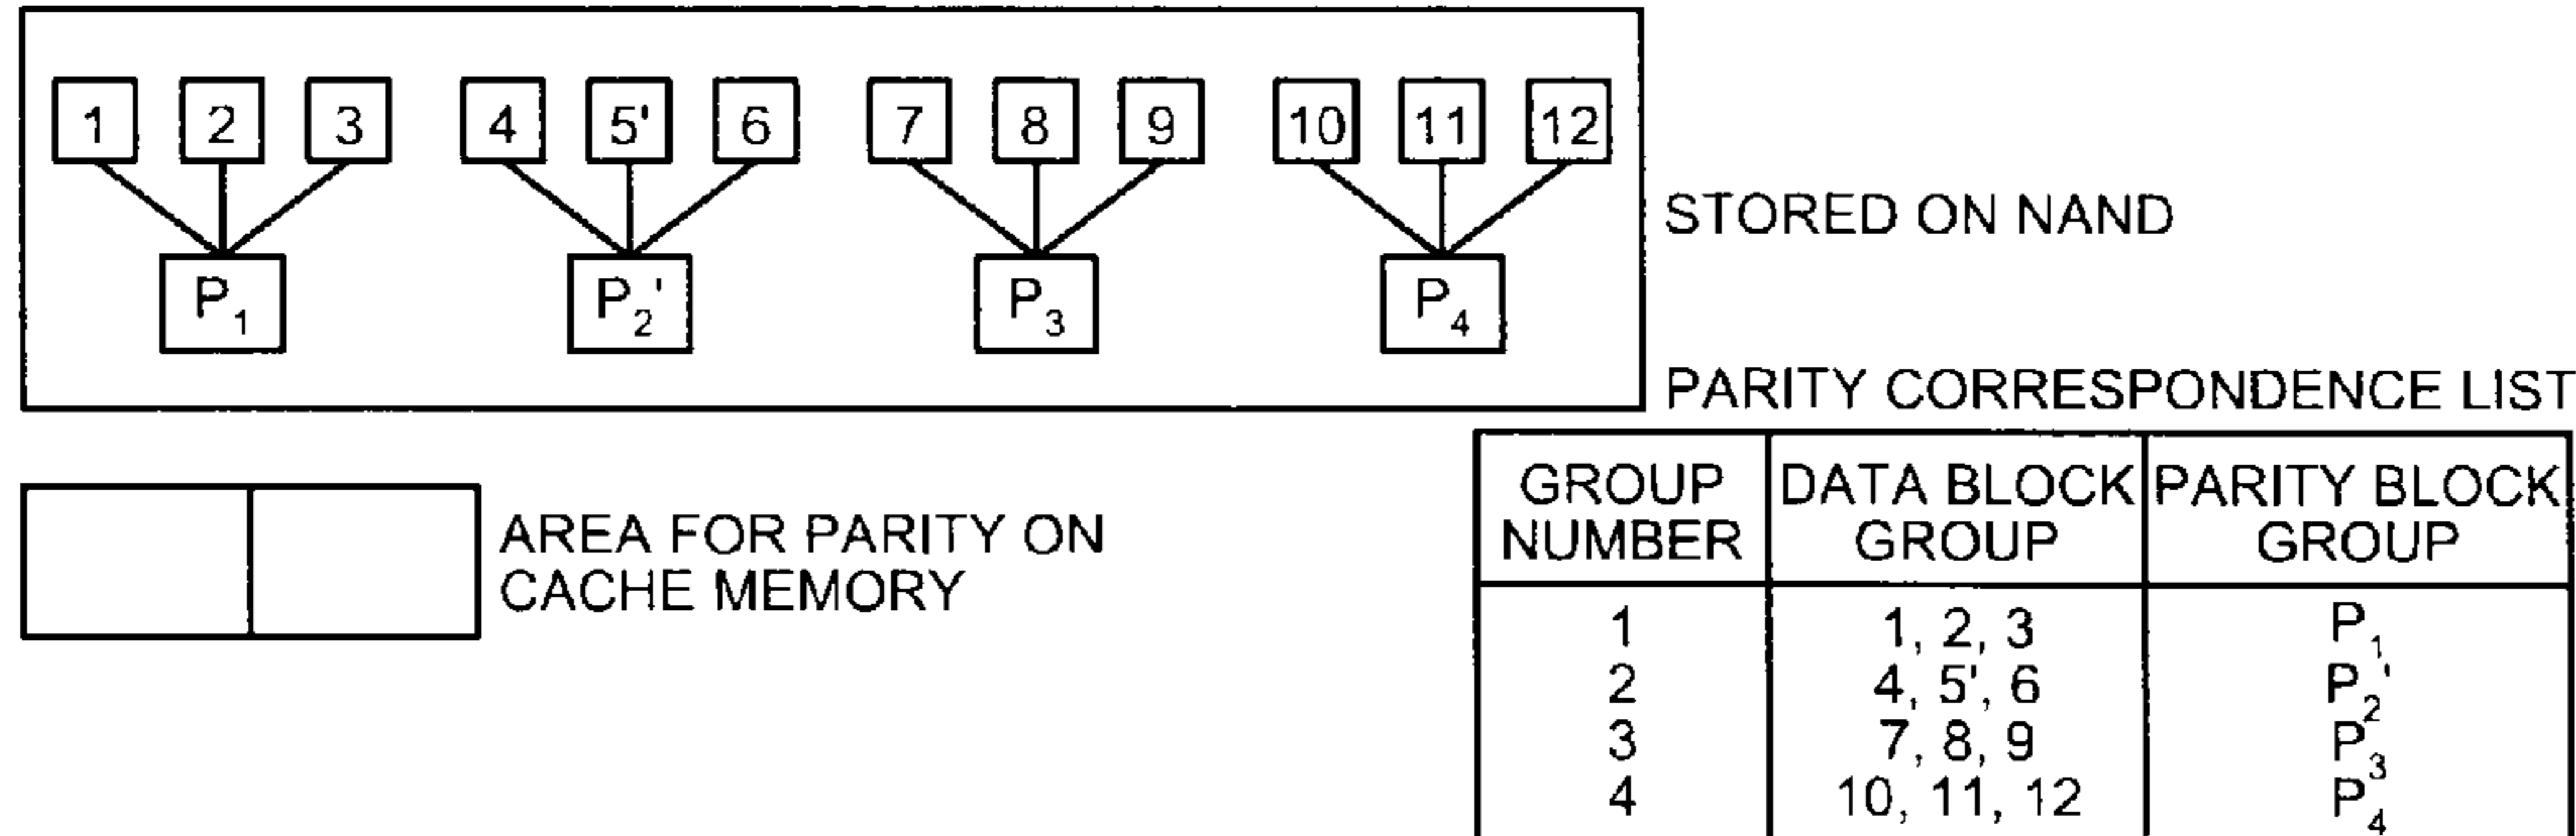 1 2 3 4 5' 6 7 8 9 10 11 12
P₁ P₂' P₃ P₄
STORED ON NAND
PARITY CORRESPONDENCE LIST
AREA FOR PARITY ON
CACHE MEMORY
GROUP NUMBER DATA BLOCK GROUP PARITY BLOCK GROUP
1 1, 2, 3 P₁
2 4, 5', 6 P₂'
3 7, 8, 9 P₃
4 10, 11, 12 P₄